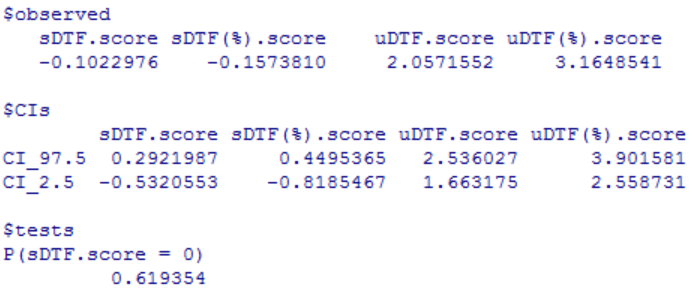 $observed
sDTF.score sDTF(%).score uDTF.score uDTF(%).score
-0.1022976 -0.1573810 2.0571552 3.1648541
$CIs
sDTF.score sDTF(%).score uDTF.score uDTF(%).score
CI_97.5 0.2921987 0.4495365 2.536027 3.901581
CI_2.5 -0.5320553 -0.8185467 1.663175 2.558731
$tests
P(sDTF.score = 0)
0.619354